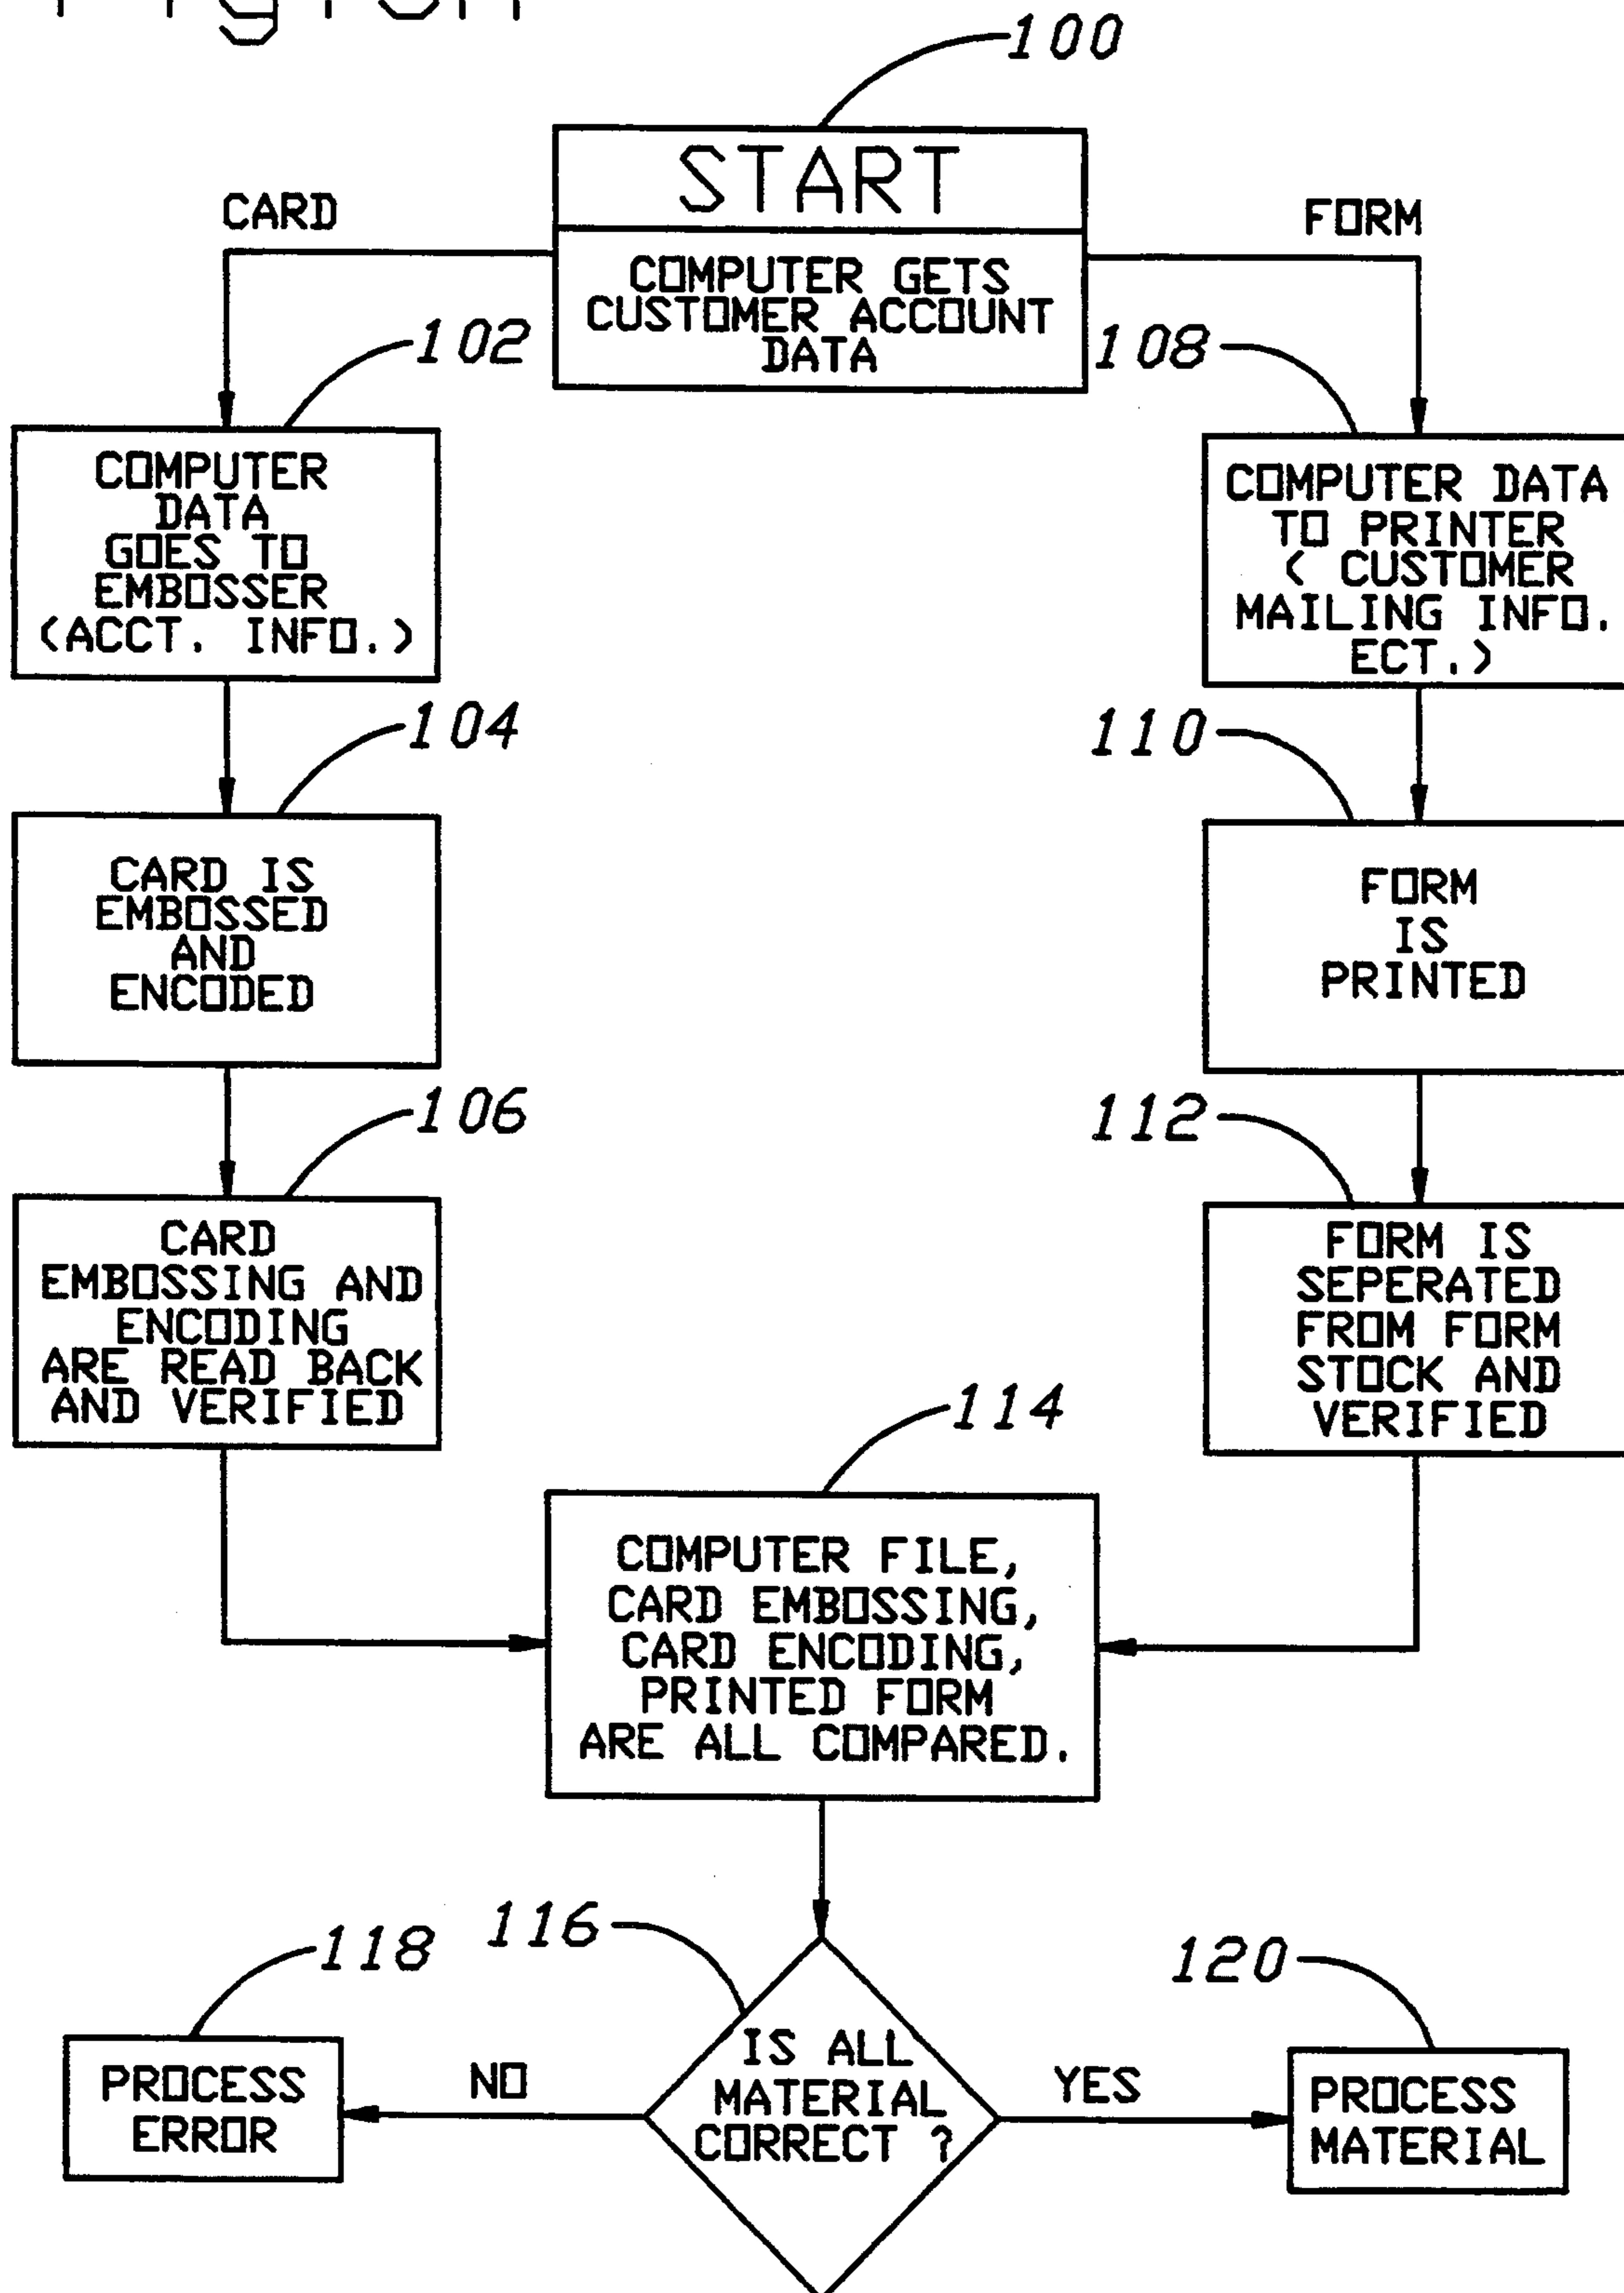 100
START
COMPUTER GETS
CUSTOMER ACCOUNT
DATA
CARD
FORM
102
COMPUTER
DATA
GOES TO
EMBOSSER
(ACCT. INFO.)
108
COMPUTER DATA
TO PRINTER
( CUSTOMER
MAILING INFO.
ECT.)
104
CARD IS
EMBOSSED
AND
ENCODED
110
FORM
IS
PRINTED
106
CARD
EMBOSSING AND
ENCODING
ARE READ BACK
AND VERIFIED
112
FORM IS
SEPERATED
FROM FORM
STOCK AND
VERIFIED
114
COMPUTER FILE,
CARD EMBOSSING,
CARD ENCODING,
PRINTED FORM
ARE ALL COMPARED.
116
IS ALL
MATERIAL
CORRECT ?
NO
YES
118
PROCESS
ERROR
120
PROCESS
MATERIAL